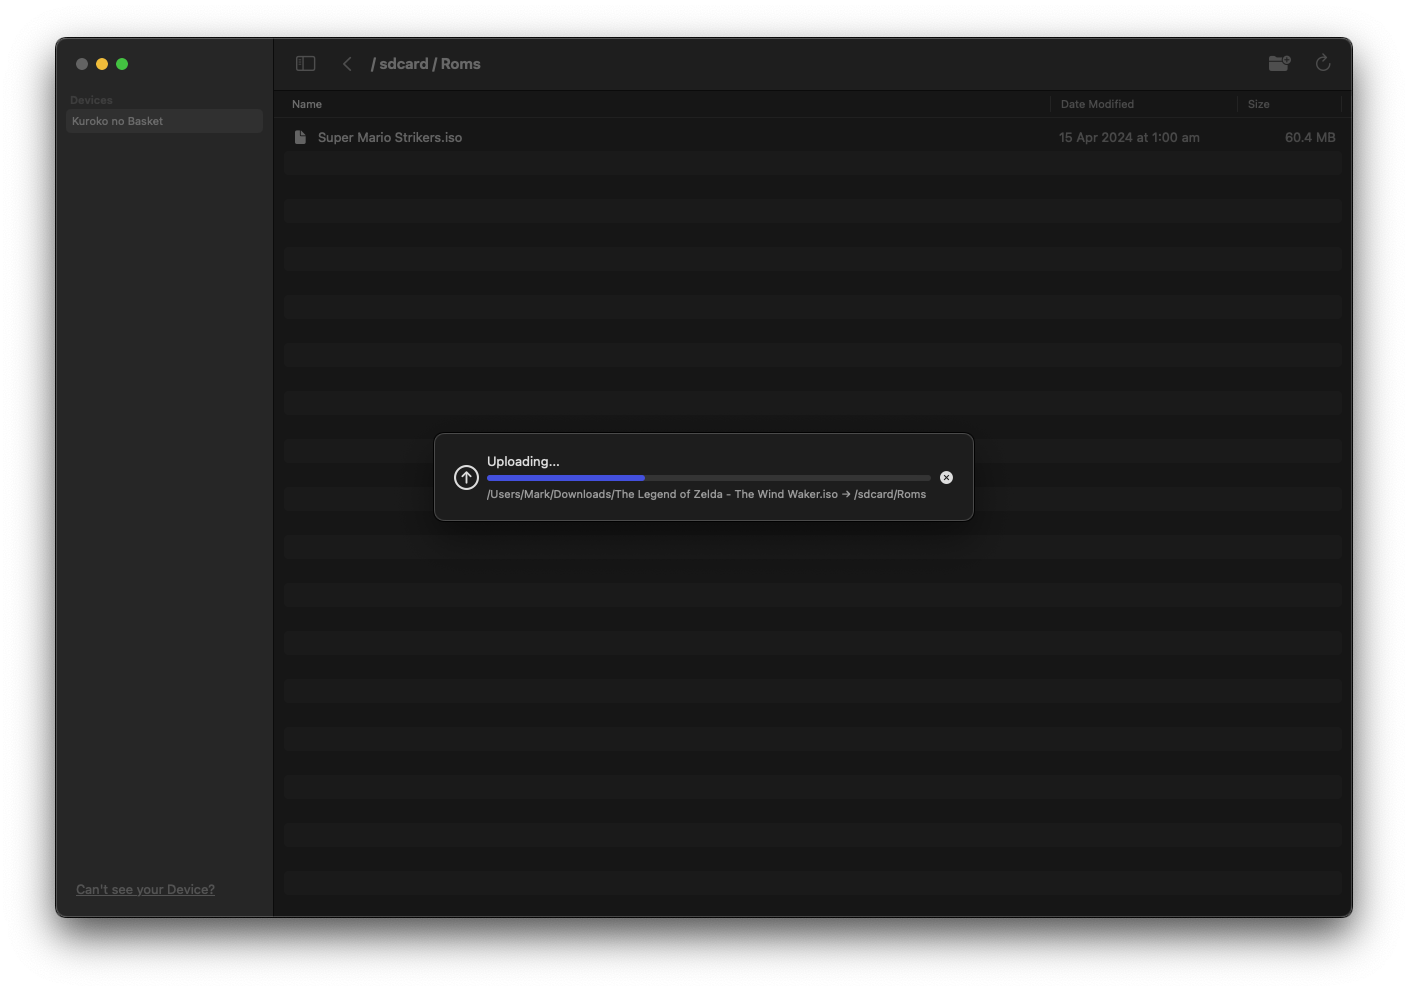 / sdcard / Roms
Devices
Kuroko no Basket
Name Date Modified Size
Super Mario Strikers.iso 15 Apr 2024 at 1:00 am 60.4 MB
Uploading...
/Users/Mark/Downloads/The Legend of Zelda - The Wind Waker.iso → /sdcard/Roms
Can't see your Device?